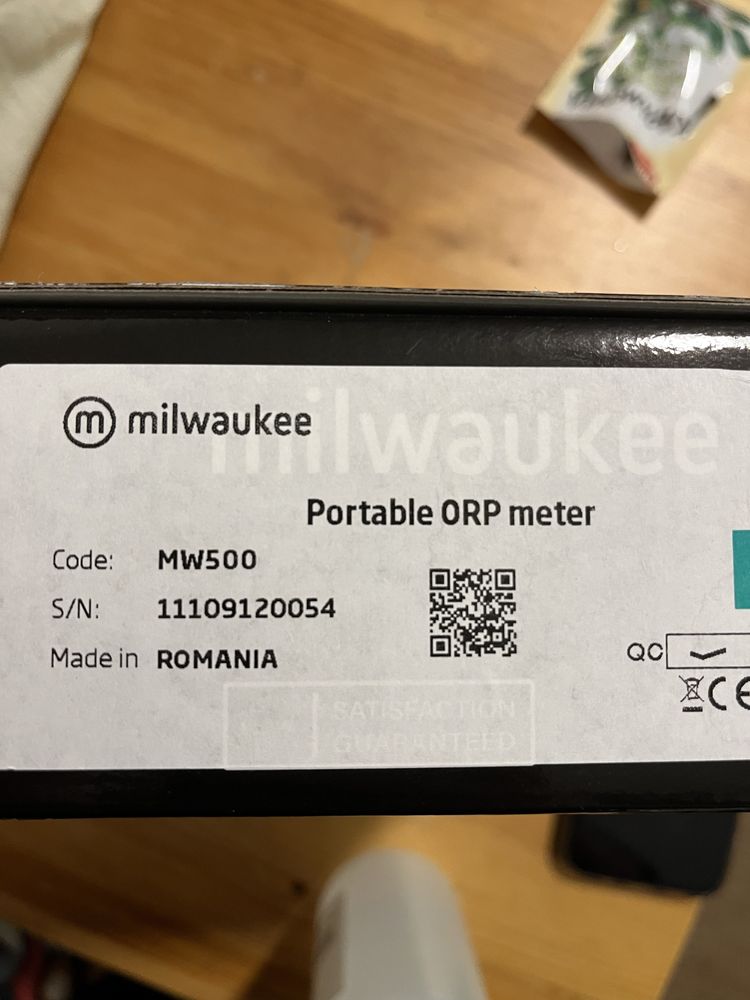 milwaukee
milwaukee
Portable ORP meter
Code: MW500
S/N: 11109120054
Made in ROMANIA
QC
CE
SATISFACTION
GUARANTEED